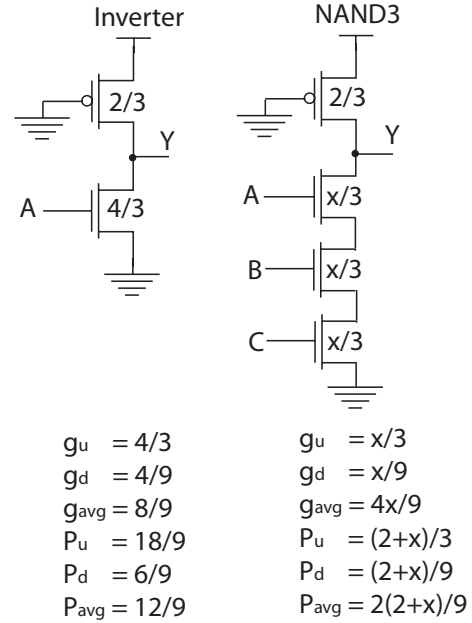 Inverter
NAND3
2/3
2/3
Y
Y
A
4/3
A
x/3
B
x/3
C
x/3
gu = 4/3
gd = 4/9
gavg = 8/9
Pu = 18/9
Pd = 6/9
Pavg = 12/9
gu = x/3
gd = x/9
gavg = 4x/9
Pu = (2+x)/3
Pd = (2+x)/9
Pavg = 2(2+x)/9